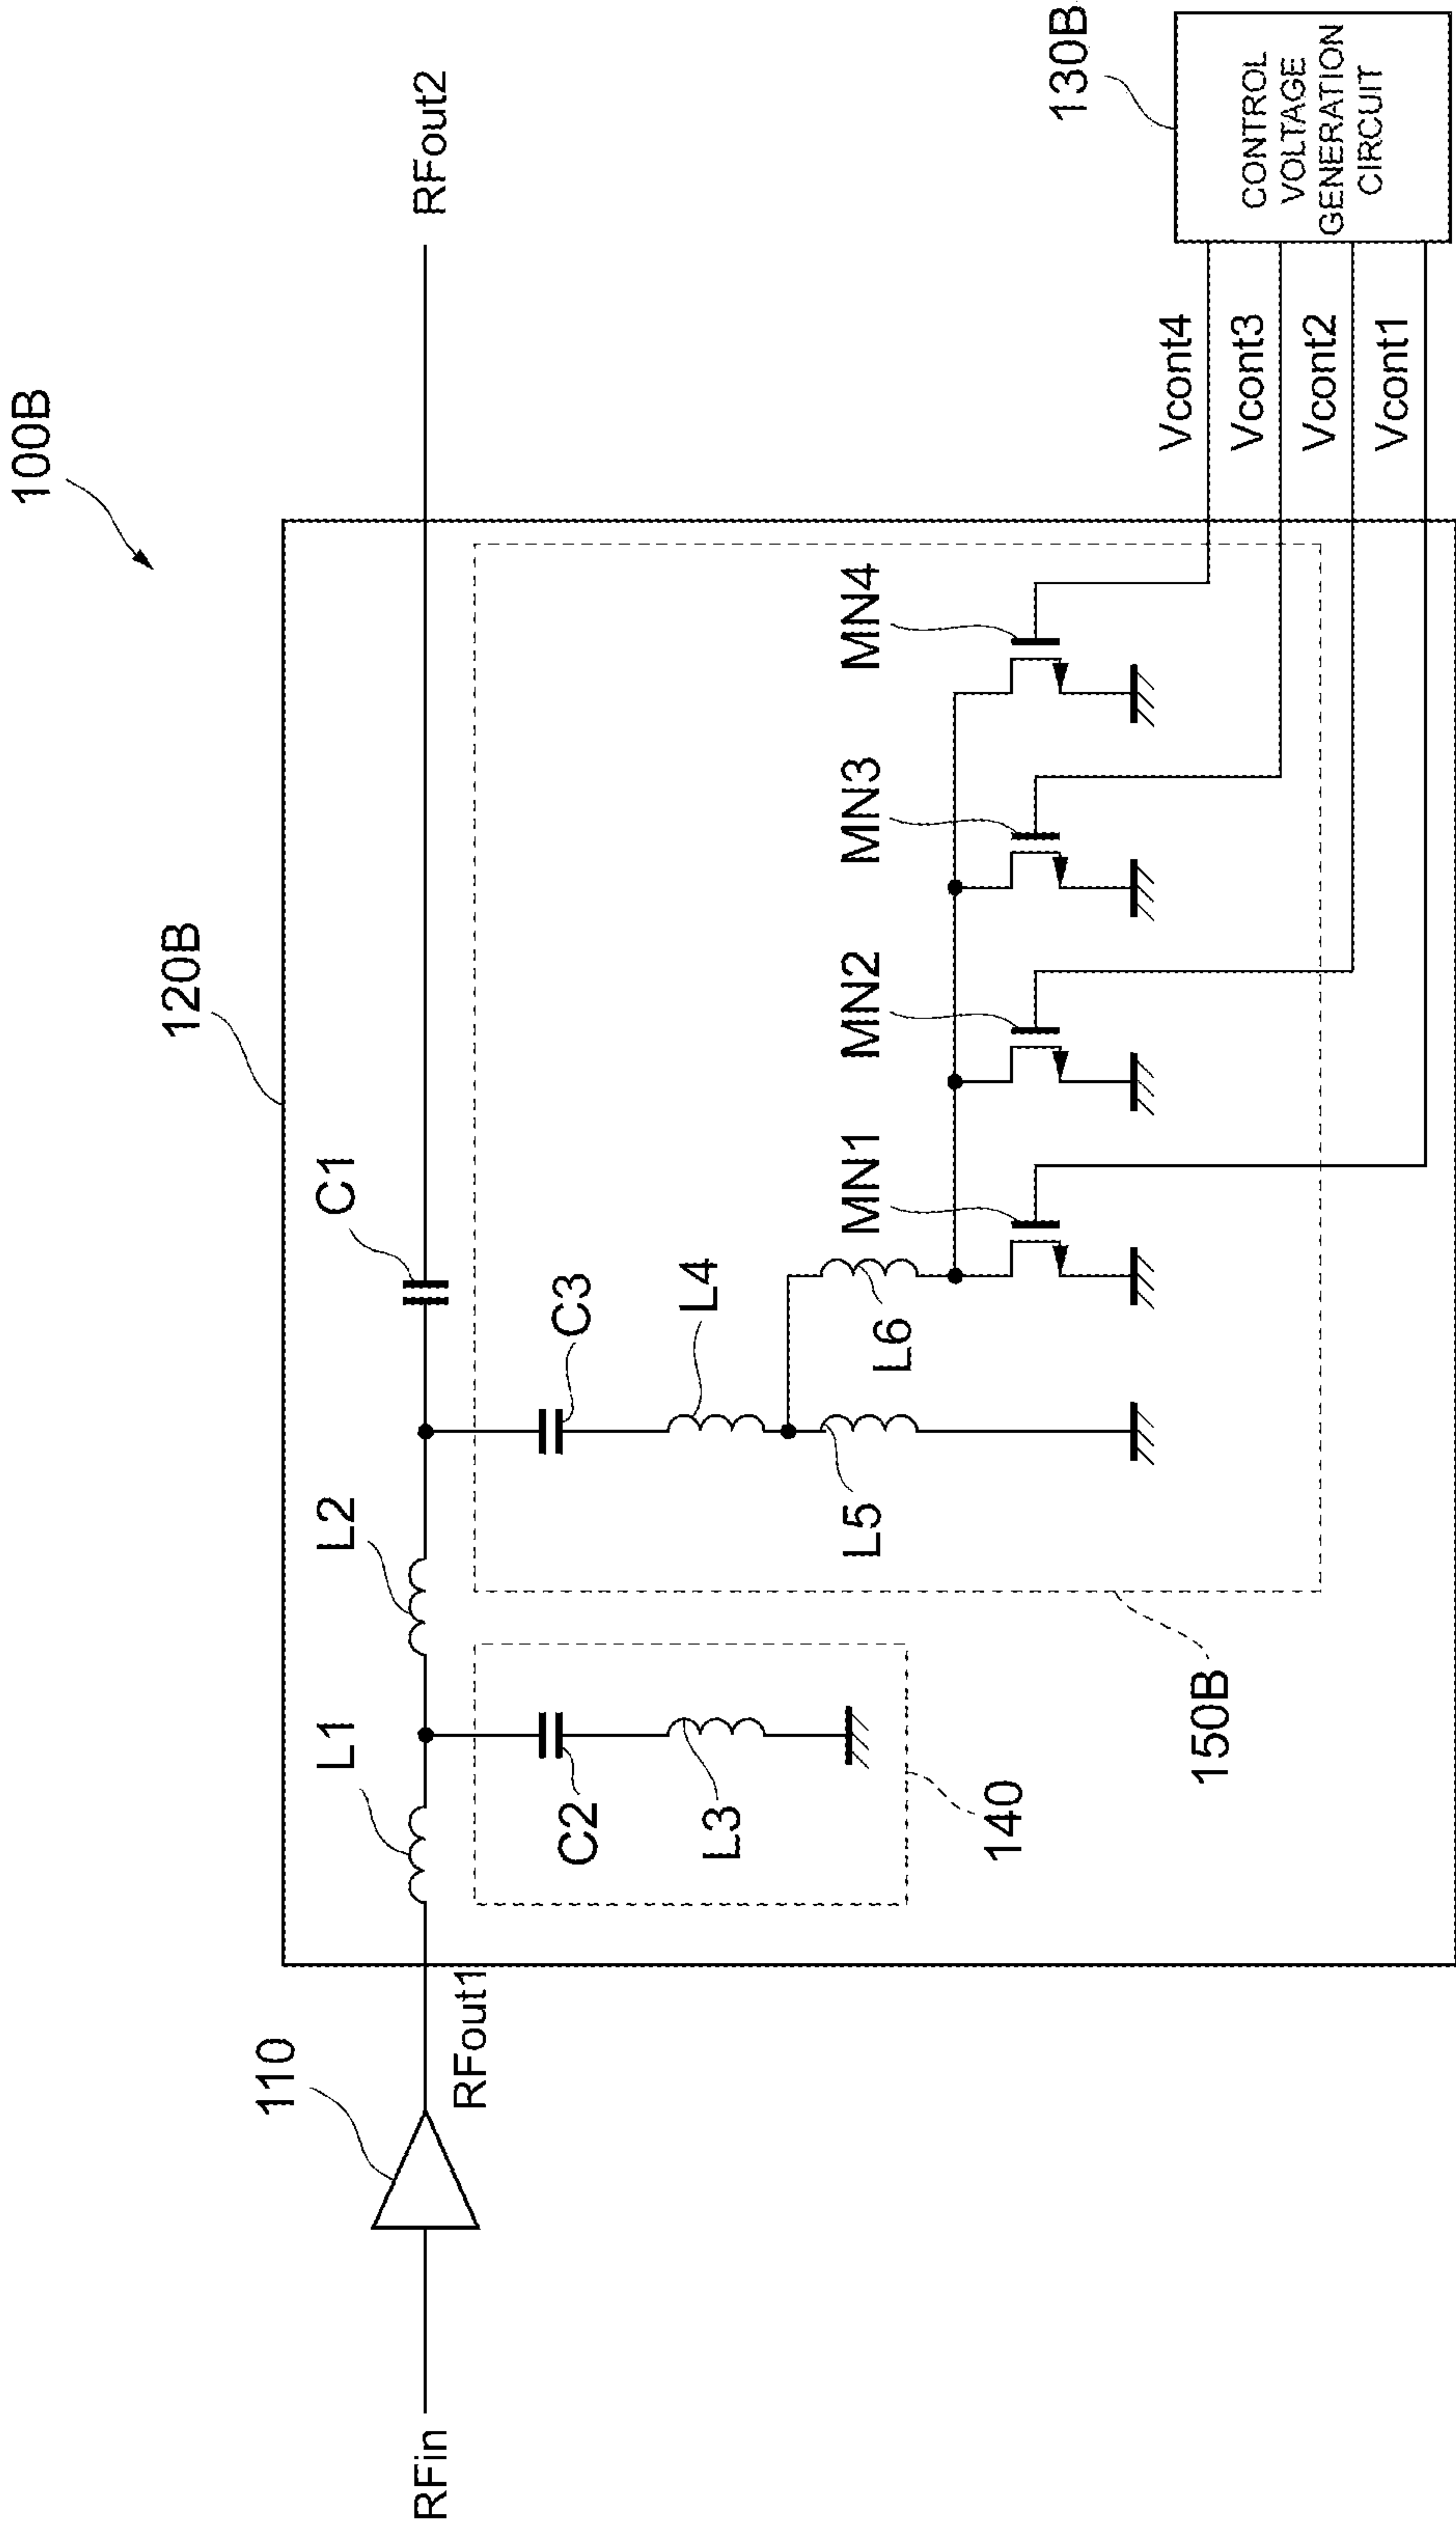 100B
120B
130B
RFin
110
RFout1
L1
L2
C1
RFout2
C2
L3
140
C3
L4
L5
L6
MN1
MN2
MN3
MN4
150B
Vcont4
Vcont3
Vcont2
Vcont1
CONTROL
VOLTAGE
GENERATION
CIRCUIT